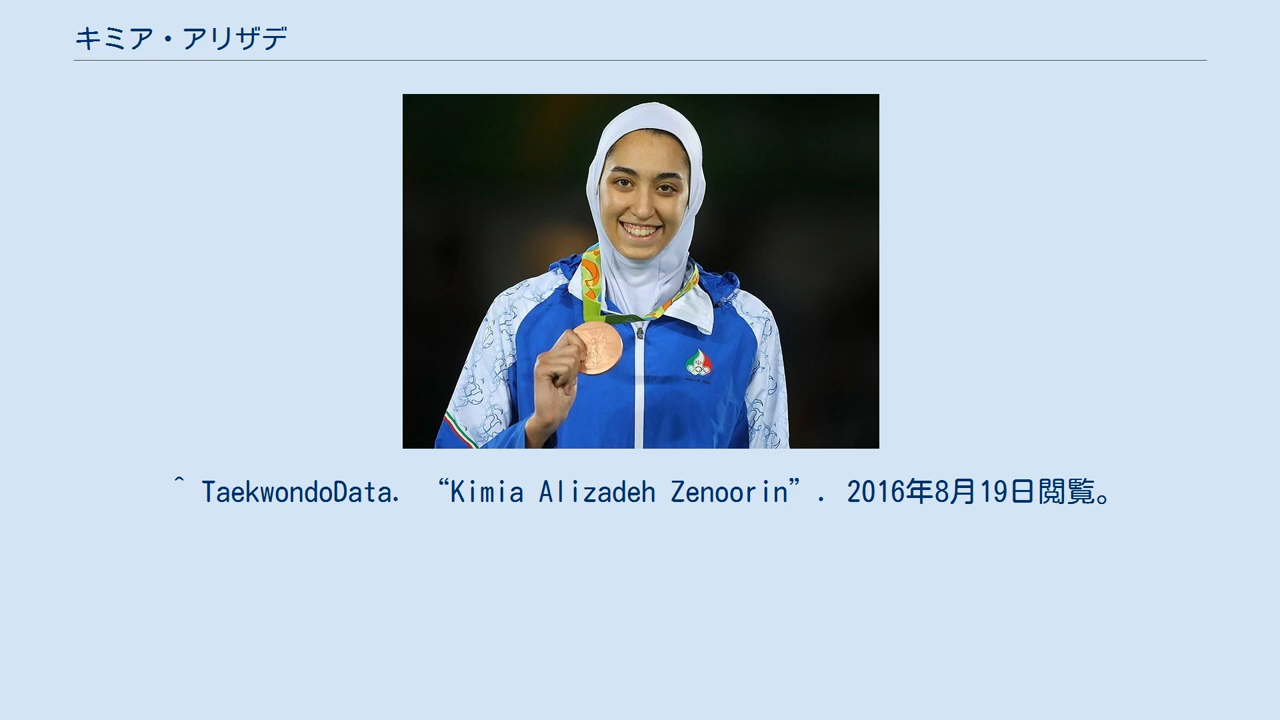 キミア・アリザデ
^ TaekwondoData. “Kimia Alizadeh Zenoorin”. 2016年8月19日閲覧。